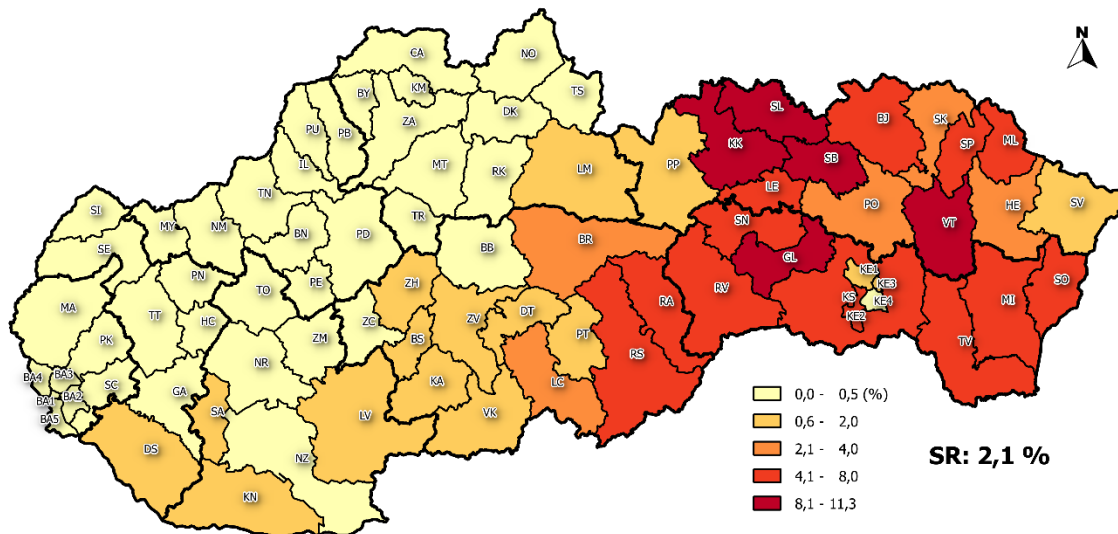 N
CA
NO
BY
KM
TS
PU
PB
ZA
DK
IL
MT
RK
LM
PP
KK
SL
BJ
SK
SP
ML
SB
LE
PO
VT
HE
SV
TN
SI
MY
NM
BN
PD
TR
BB
BR
SN
GL
SE
PN
PE
ZH
RV
KE1
KE3
KS
KE4
KE2
MI
SO
MA
TT
HC
TO
ZM
ZC
BS
ZV
DT
PT
RA
RS
TV
PK
NR
KA
LC
BA4
BA3
BA2
SC
BA1
BA5
GA
SA
LV
VK
DS
NZ
KN
0,0 - 0,5 (%)
0,6 - 2,0
2,1 - 4,0
4,1 - 8,0
8,1 - 11,3
SR: 2,1 %